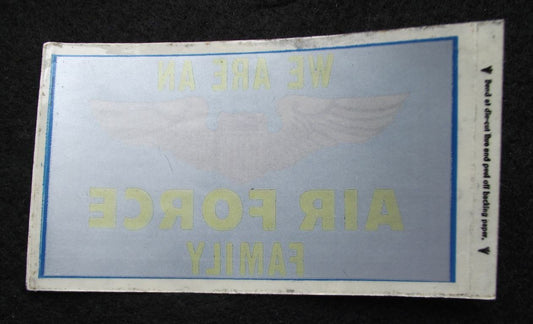 WE ARE AN
AIR FORCE
FAMILY
Bend at die-cut line and peel off backing paper.